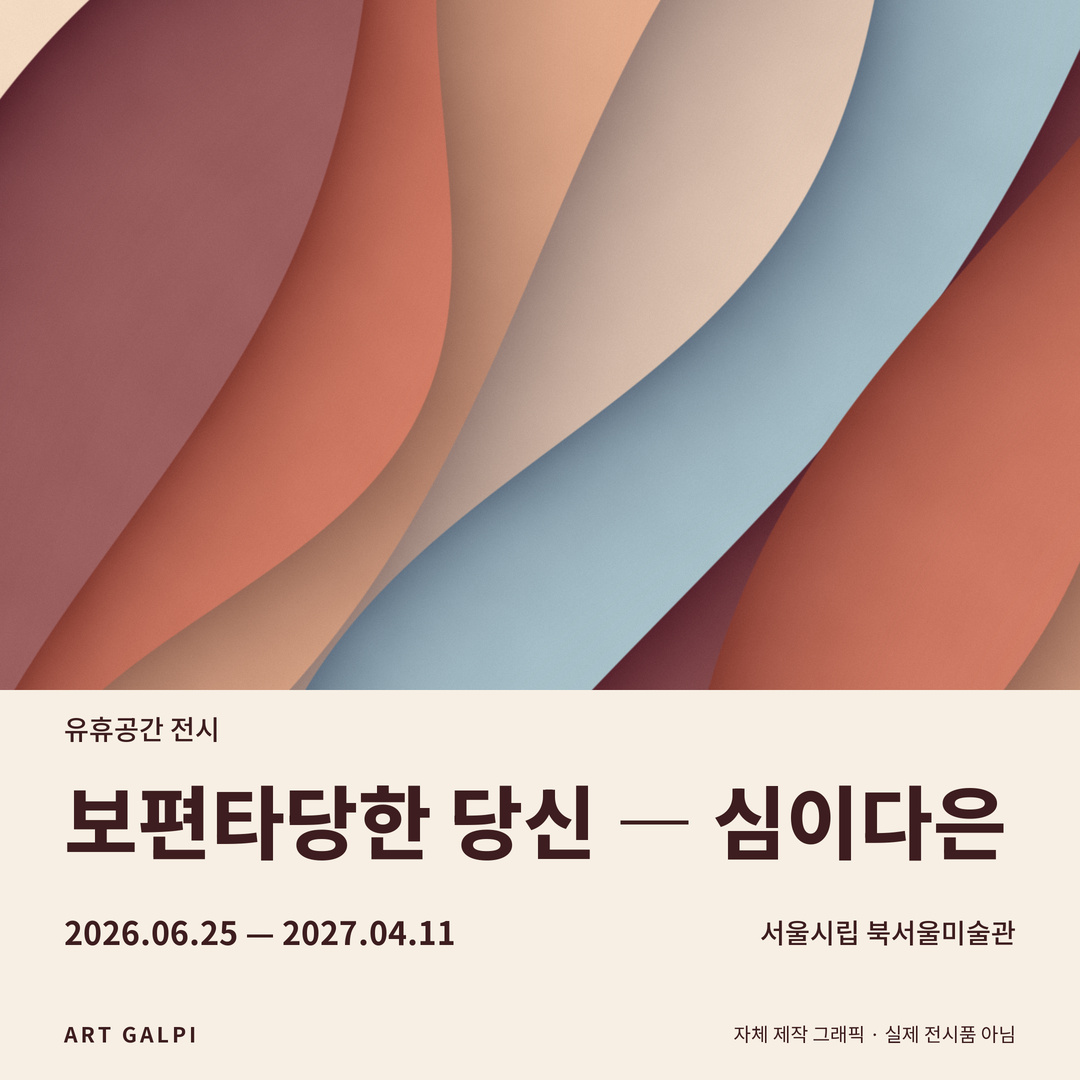 유휴공간 전시
보편타당한 당신 — 심이다은
2026.06.25 — 2027.04.11
서울시립 북서울미술관
ART GALPI
자체 제작 그래픽 · 실제 전시품 아님